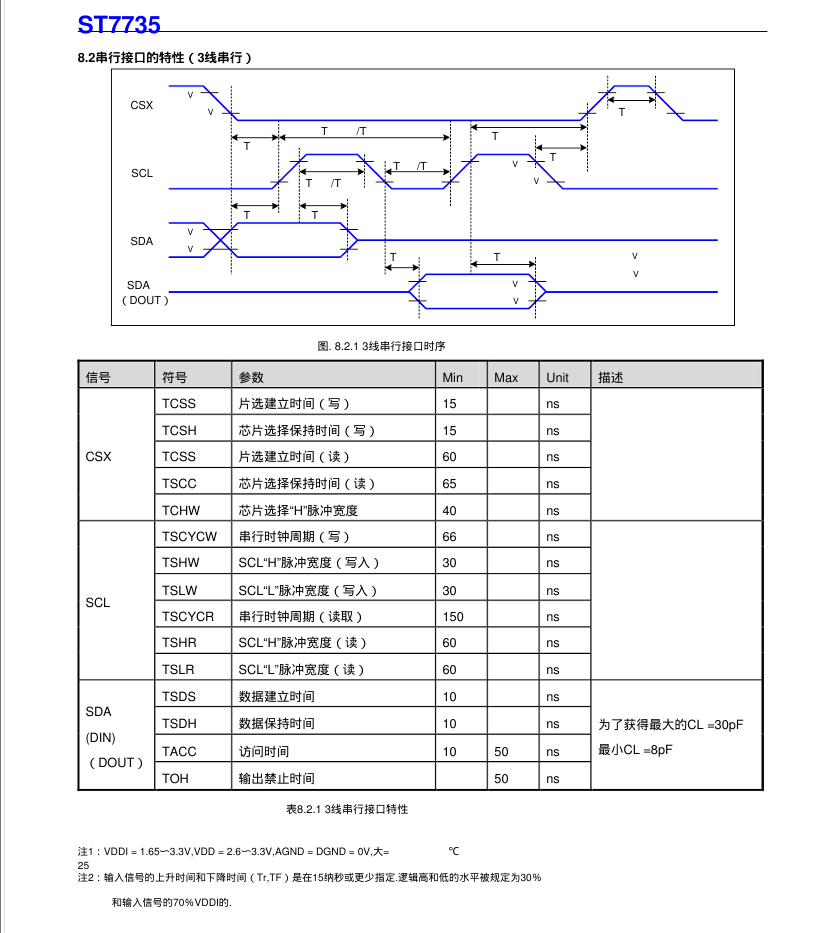 ST7735
8.2串行接口的特性（3线串行）
CSX
V
V
T
T
T /T
T
T
SCL
T /T
T /T
V
V
T
T
SDA
V
V
T
T
V
V
SDA
（DOUT）
V
V
图. 8.2.1 3线串行接口时序
信号 符号 参数 Min Max Unit 描述
CSX
TCSS 片选建立时间（写） 15 ns
TCSH 芯片选择保持时间（写） 15 ns
TCSS 片选建立时间（读） 60 ns
TSCC 芯片选择保持时间（读） 65 ns
TCHW 芯片选择“H”脉冲宽度 40 ns
SCL
TSCYCW 串行时钟周期（写） 66 ns
TSHW SCL“H”脉冲宽度（写入） 30 ns
TSLW SCL“L”脉冲宽度（写入） 30 ns
TSCYCR 串行时钟周期（读取） 150 ns
TSHR SCL“H”脉冲宽度（读） 60 ns
TSLR SCL“L”脉冲宽度（读） 60 ns
SDA
(DIN)
（DOUT）
TSDS 数据建立时间 10 ns
TSDH 数据保持时间 10 ns
TACC 访问时间 10 50 ns
TOH 输出禁止时间 50 ns
为了获得最大的CL =30pF
最小CL =8pF
表8.2.1 3线串行接口特性
注1：VDDI = 1.65〜3.3V,VDD = 2.6〜3.3V,AGND = DGND = 0V,大= ℃
25
注2：输入信号的上升时间和下降时间（Tr,TF）是在15纳秒或更少指定.逻辑高和低的水平被规定为30%
和输入信号的70%VDDI的.